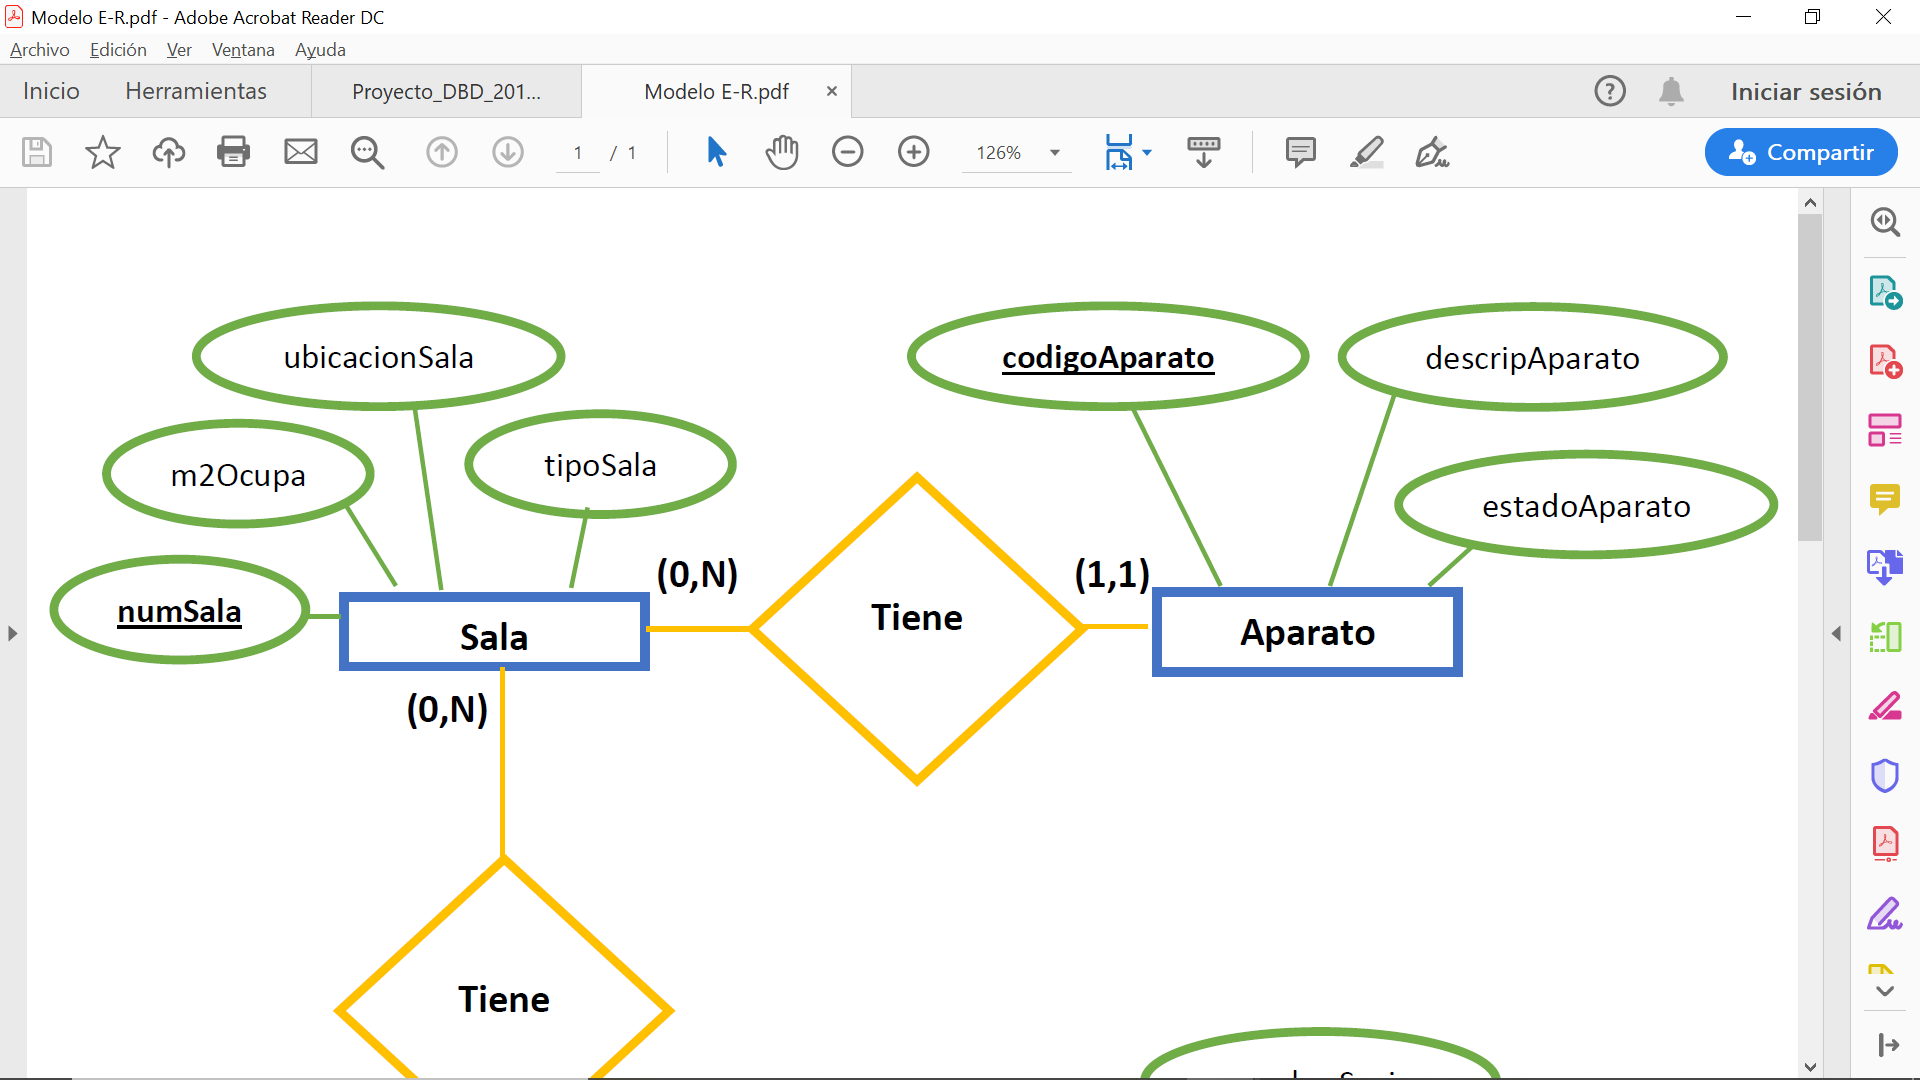 Modelo E-R.pdf - Adobe Acrobat Reader DC
Archivo Edición Ver Ventana Ayuda
Inicio Herramientas Proyecto_DBD_201... Modelo E-R.pdf × Iniciar sesión
1 / 1 126% Compartir
ubicacionSala
codigoAparato
descripAparato
m2Ocupa
tipoSala
estadoAparato
numSala
Sala
(0,N)
Tiene
(1,1)
Aparato
(0,N)
Tiene